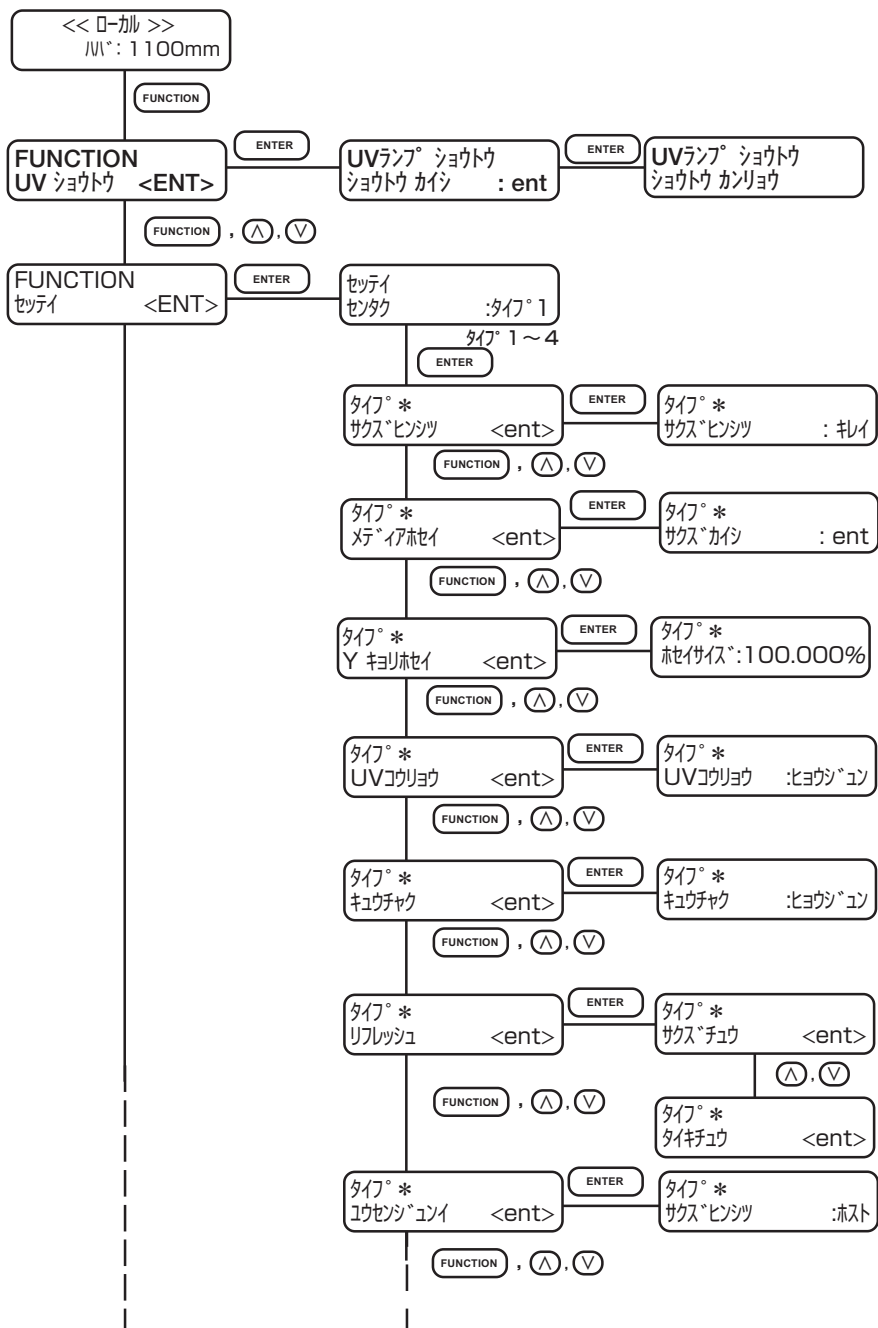 << ローカル >>
ハバ : 1100mm
FUNCTION
FUNCTION
UV ショウトウ <ENT>
ENTER
UVランプ ショウトウ
ショウトウ カイシ : ent
ENTER
UVランプ ショウトウ
ショウトウ カンリョウ
FUNCTION , ∧ , ∨
FUNCTION
セッテイ <ENT>
ENTER
セッテイ
センタク :タイプ 1
タイプ 1～4
ENTER
タイプ *
サクズヒンシツ <ent>
ENTER
タイプ *
サクズヒンシツ : キレイ
FUNCTION , ∧ , ∨
タイプ *
メディアホセイ <ent>
ENTER
タイプ *
サクズカイシ : ent
FUNCTION , ∧ , ∨
タイプ *
Y キョリホセイ <ent>
ENTER
タイプ *
ホセイサイズ :100.000%
FUNCTION , ∧ , ∨
タイプ *
UVコウリョウ <ent>
ENTER
タイプ *
UVコウリョウ :ヒョウジュン
FUNCTION , ∧ , ∨
タイプ *
キュウチャク <ent>
ENTER
タイプ *
キュウチャク :ヒョウジュン
FUNCTION , ∧ , ∨
タイプ *
リフレッシュ <ent>
ENTER
タイプ *
サクズチュウ <ent>
∧ , ∨
FUNCTION , ∧ , ∨
タイプ *
タイキチュウ <ent>
タイプ *
ユウセンジュンイ <ent>
ENTER
タイプ *
サクズヒンシツ :ホスト
FUNCTION , ∧ , ∨